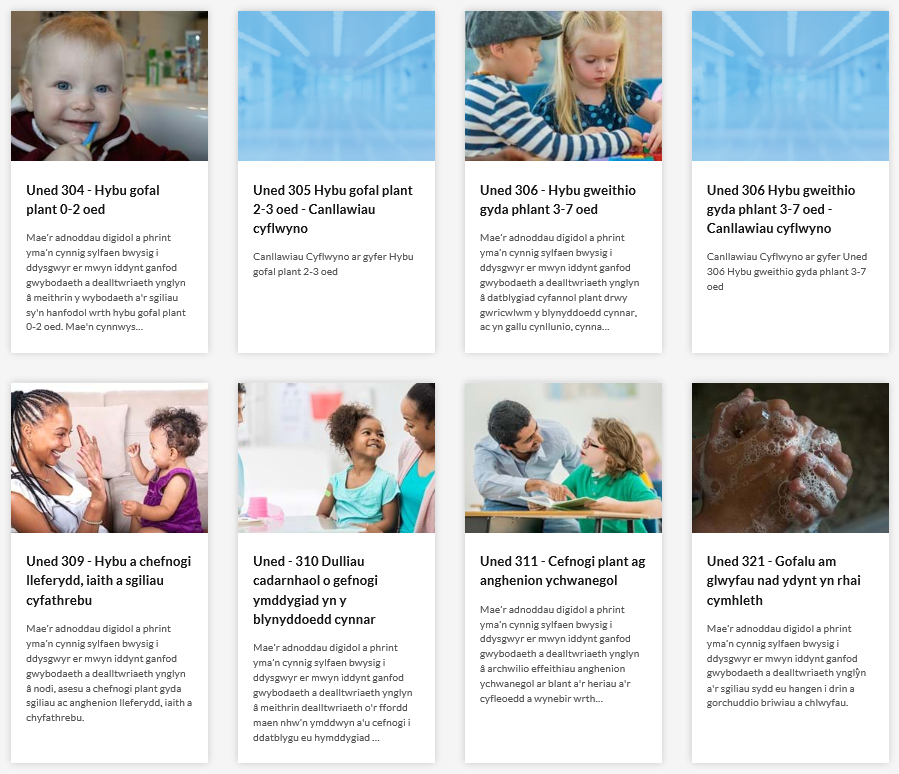 Uned 304 - Hybu gofal
plant 0-2 oed
Mae'r adnoddau digidol a phrint
yma'n cynnig sylfaen bwysig i
ddysgwyr er mwyn iddynt ganfod
gwybodaeth a dealltwriaeth ynglyn
â meithrin y wybodaeth a'r sgiliau
sy'n hanfodol wrth hybu gofal plant
0-2 oed. Mae'n cynnwys...
Uned 305 Hybu gofal plant
2-3 oed - Canllawiau
cyflwyno
Canllawiau Cyflwyno ar gyfer Hybu
gofal plant 2-3 oed
Uned 306 - Hybu gweithio
gyda phlant 3-7 oed
Mae'r adnoddau digidol a phrint
yma'n cynnig sylfaen bwysig i
ddysgwyr er mwyn iddynt ganfod
gwybodaeth a dealltwriaeth ynglyn
â datblygiad cyfannol plant drwy
gwricwlwm y blynyddoedd cynnar,
ac yn gallu cynllunio, cynna...
Uned 306 Hybu gweithio
gyda phlant 3-7 oed -
Canllawiau cyflwyno
Canllawiau Cyflwyno ar gyfer Uned
306 Hybu gweithio gyda phlant 3-7
oed
Uned 309 - Hybu a chefnogi
lleferydd, iaith a sgiliau
cyfathrebu
Mae'r adnoddau digidol a phrint
yma'n cynnig sylfaen bwysig i
ddysgwyr er mwyn iddynt ganfod
gwybodaeth a dealltwriaeth ynglyn
â nodi, asesu a chefnogi plant gyda
sgiliau ac anghenion lleferydd, iaith a
chyfathrebu.
Uned - 310 Dulliau
cadarnhaol o gefnogi
ymddygiad yn y
blynyddoedd cynnar
Mae'r adnoddau digidol a phrint
yma'n cynnig sylfaen bwysig i
ddysgwyr er mwyn iddynt ganfod
gwybodaeth a dealltwriaeth ynglyn
â meithrin dealltwriaeth o'r ffordd
maen nhw'n ymddwyn a'u cefnogi i
ddatblygu eu hymddygiad ...
Uned 311 - Cefnogi plant ag
anghenion ychwanegol
Mae'r adnoddau digidol a phrint
yma'n cynnig sylfaen bwysig i
ddysgwyr er mwyn iddynt ganfod
gwybodaeth a dealltwriaeth ynglyn
â archwilio effeithiau anghenion
ychwanegol ar blant a'r heriau a'r
cyfleoedd a wynebir wrth...
Uned 321 - Gofalu am
glwyfau nad ydynt yn rhai
cymhleth
Mae'r adnoddau digidol a phrint
yma'n cynnig sylfaen bwysig i
ddysgwyr er mwyn iddynt ganfod
gwybodaeth a dealltwriaeth ynglŷn
a'r sgiliau sydd eu hangen i drin a
gorchuddio briwiau a chlwyfau.